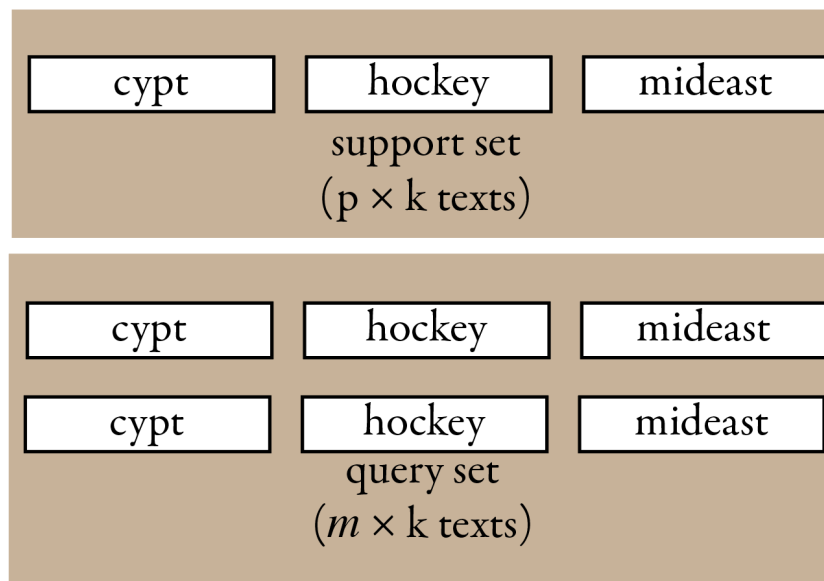 cypt hockey mideast
support set
(p × k texts)
cypt hockey mideast
cypt hockey mideast
query set
(m × k texts)